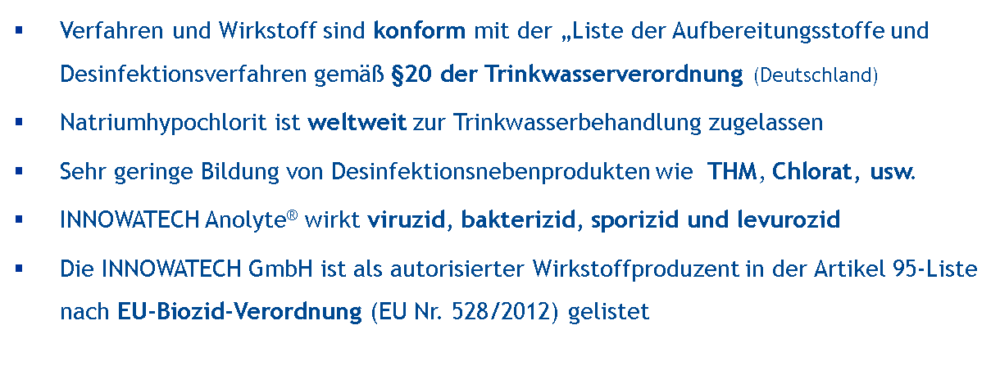 ▪ Verfahren und Wirkstoff sind konform mit der „Liste der Aufbereitungsstoffe und
Desinfektionsverfahren gemäß §20 der Trinkwasserverordnung (Deutschland)
▪ Natriumhypochlorit ist weltweit zur Trinkwasserbehandlung zugelassen
▪ Sehr geringe Bildung von Desinfektionsnebenprodukten wie THM, Chlorat, usw.
▪ INNOWATECH Anolyte® wirkt viruzid, bakterizid, sporizid und levurozid
▪ Die INNOWATECH GmbH ist als autorisierter Wirkstoffproduzent in der Artikel 95-Liste
nach EU-Biozid-Verordnung (EU Nr. 528/2012) gelistet